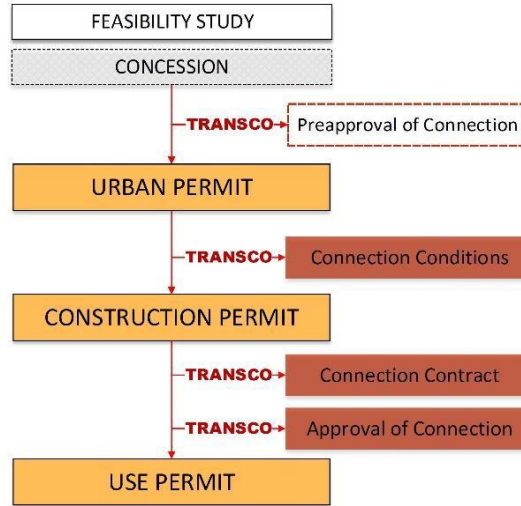 FEASIBILITY STUDY
CONCESSION
TRANSCO
Preapproval of Connection
URBAN PERMIT
TRANSCO
Connection Conditions
CONSTRUCTION PERMIT
TRANSCO
Connection Contract
TRANSCO
Approval of Connection
USE PERMIT